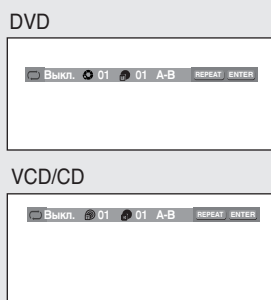 DVD
Выкл. 01 01 A-B REPEAT ENTER
VCD/CD
Выкл. 01 01 A-B REPEAT ENTER